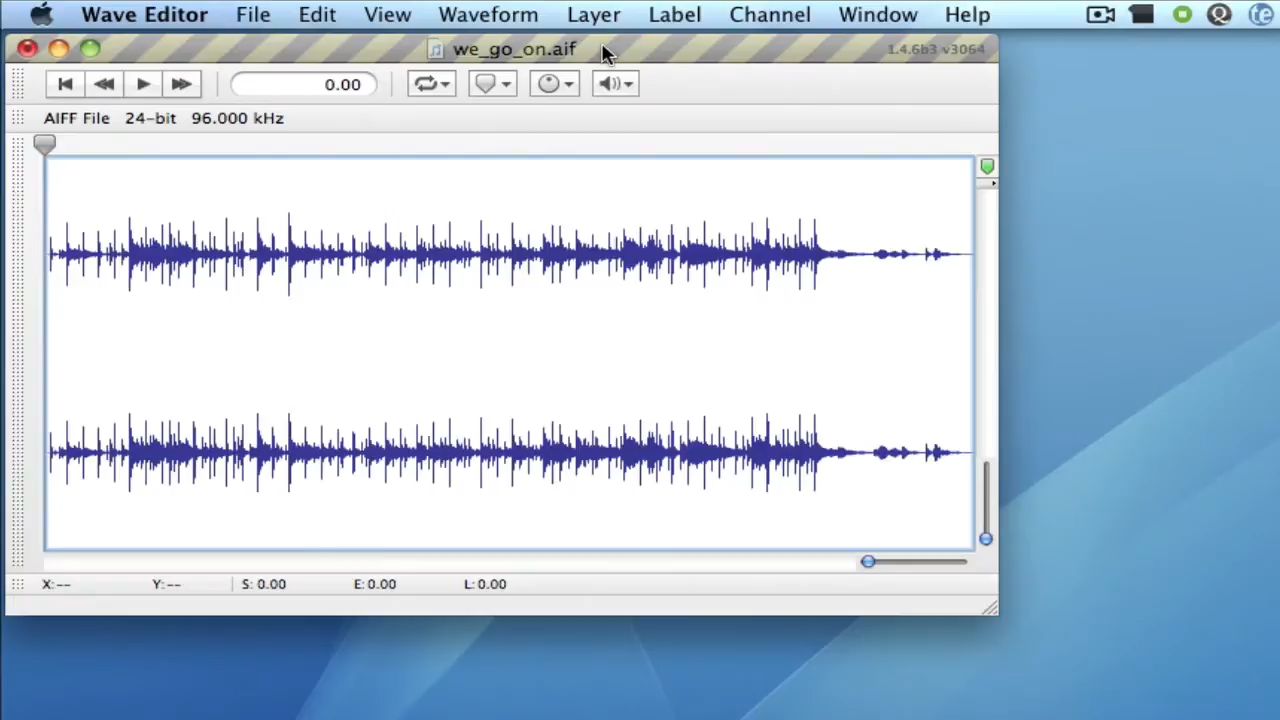 Wave Editor File Edit View Waveform Layer Label Channel Window Help
we_go_on.aif 1.4.6b3 v3064
0.00
AIFF File 24-bit 96.000 kHz
X:-- Y:-- S: 0.00 E: 0.00 L: 0.00